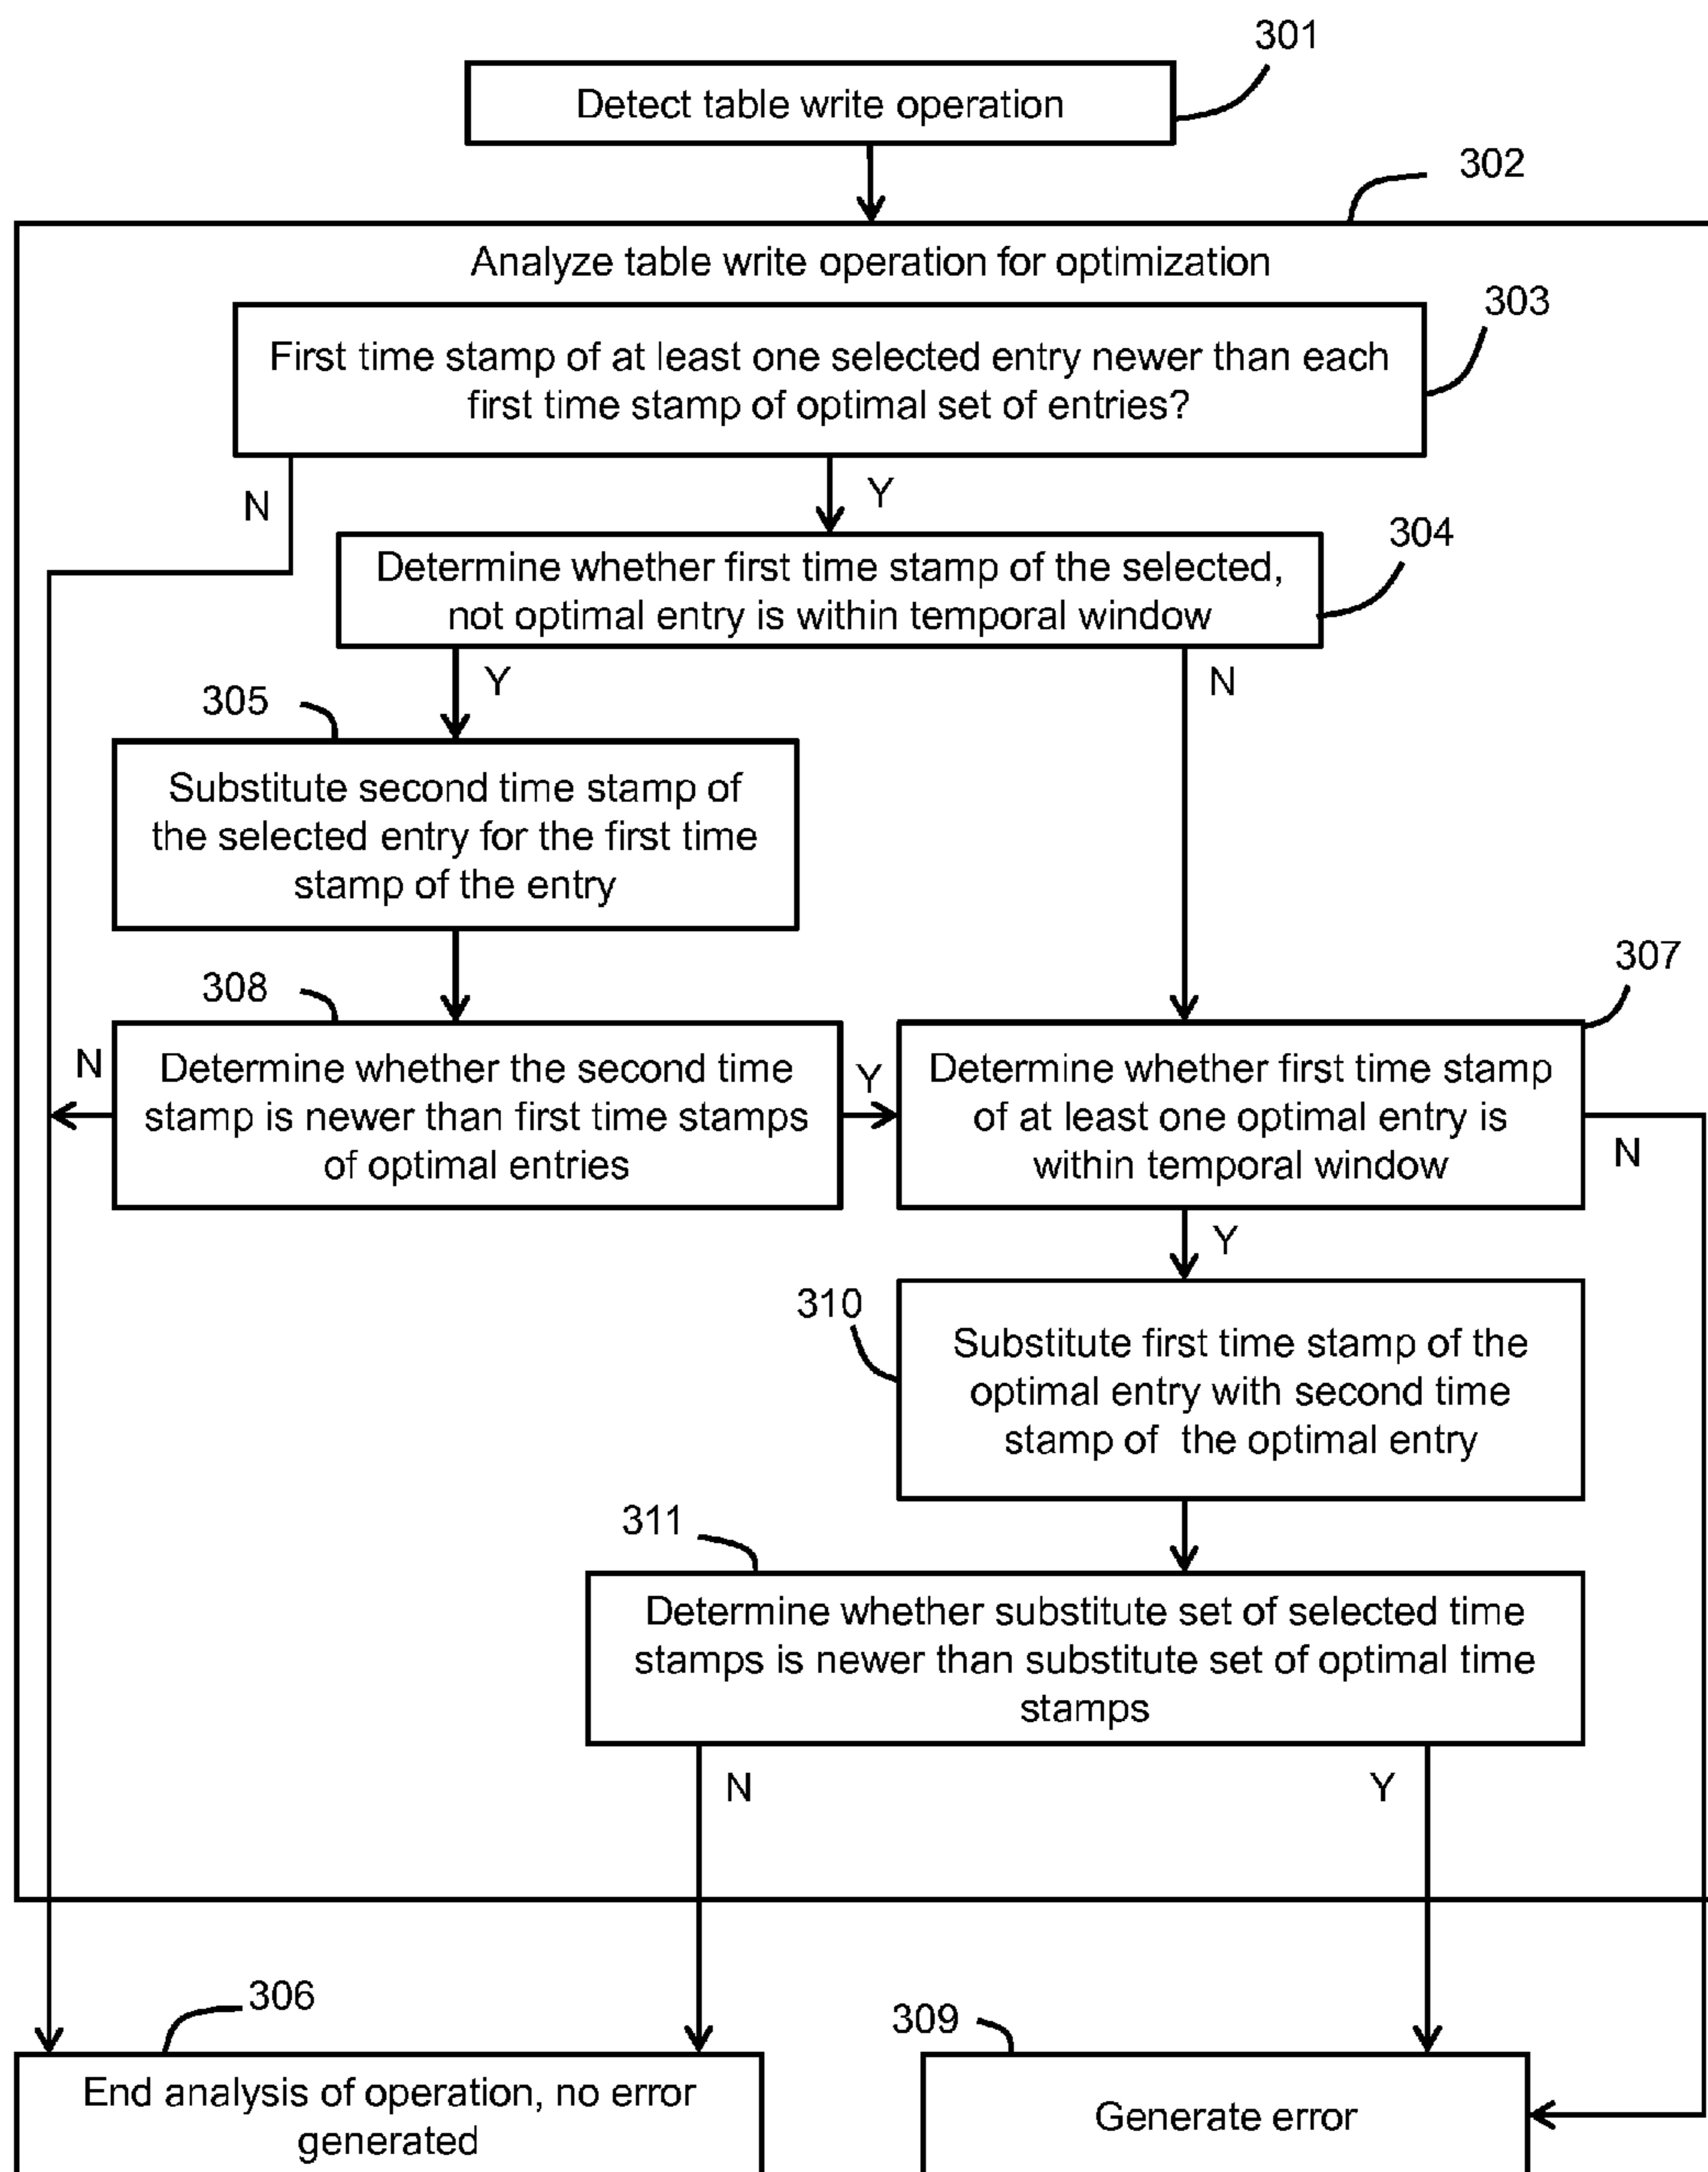 301
Detect table write operation
302
Analyze table write operation for optimization
303
First time stamp of at least one selected entry newer than each
first time stamp of optimal set of entries?
N
Y
304
Determine whether first time stamp of the selected,
not optimal entry is within temporal window
Y
N
305
Substitute second time stamp of
the selected entry for the first time
stamp of the entry
307
308
N
Determine whether the second time
stamp is newer than first time stamps
of optimal entries
Y
Determine whether first time stamp
of at least one optimal entry is
within temporal window
N
Y
310
Substitute first time stamp of the
optimal entry with second time
stamp of the optimal entry
311
Determine whether substitute set of selected time
stamps is newer than substitute set of optimal time
stamps
N
Y
306
End analysis of operation, no error
generated
309
Generate error